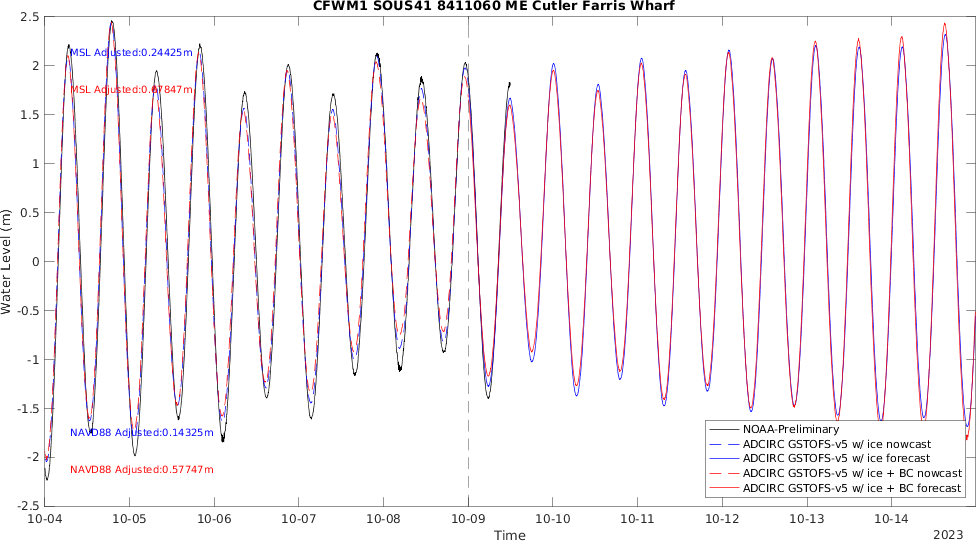 CFWM1 SOUS41 8411060 ME Cutler Farris Wharf
2.5
2
1.5
1
0.5
0
-0.5
-1
-1.5
-2
-2.5
Water Level (m)
MSL Adjusted:0.24425m
MSL Adjusted:0.67847m
NAVD88 Adjusted:0.14325m
NAVD88 Adjusted:0.57747m
NOAA-Preliminary
ADCIRC GSTOFS-v5 w/ ice nowcast
ADCIRC GSTOFS-v5 w/ ice forecast
ADCIRC GSTOFS-v5 w/ ice + BC nowcast
ADCIRC GSTOFS-v5 w/ ice + BC forecast
10-04 10-05 10-06 10-07 10-08 10-09 10-10 10-11 10-12 10-13 10-14
Time
2023